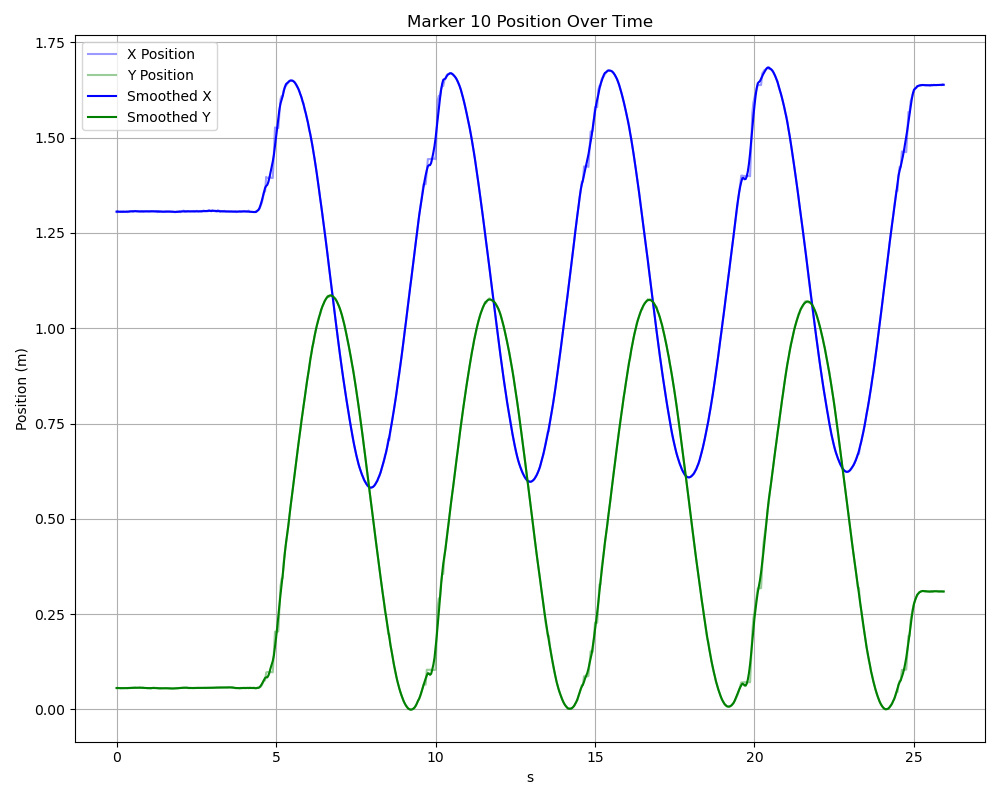 Marker 10 Position Over Time
X Position
Y Position
Smoothed X
Smoothed Y
Position (m)
1.75
1.50
1.25
1.00
0.75
0.50
0.25
0.00
0 5 10 15 20 25
s